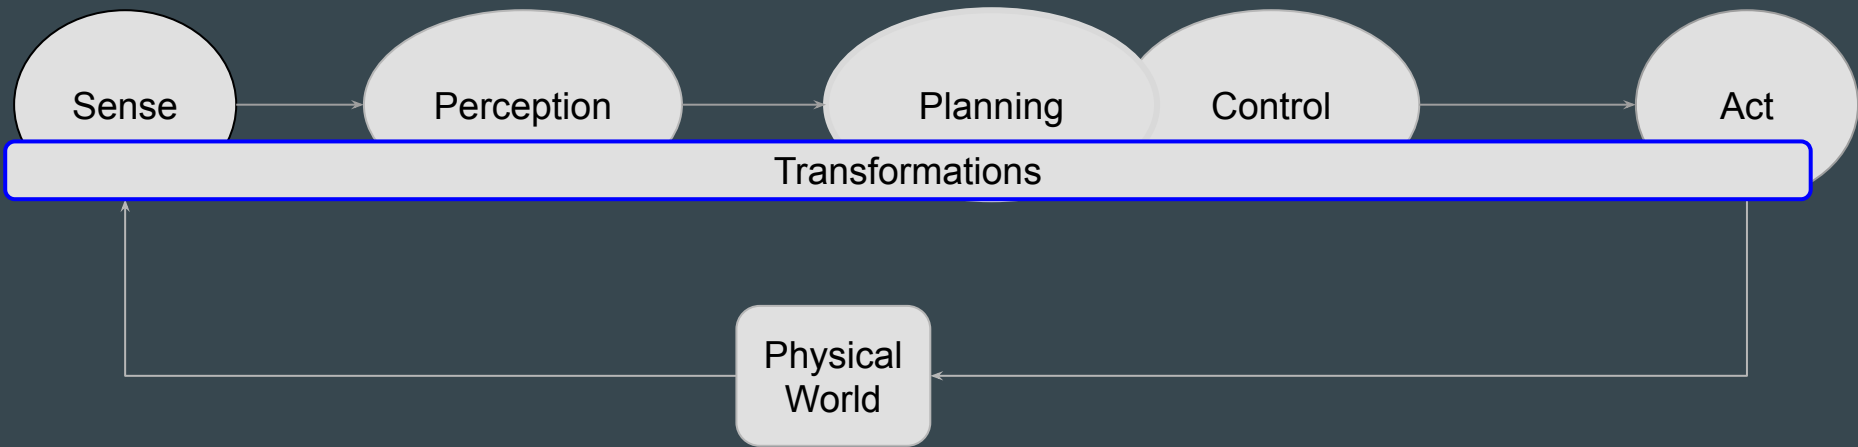 Sense
Perception
Planning
Control
Act
Transformations
Physical
World